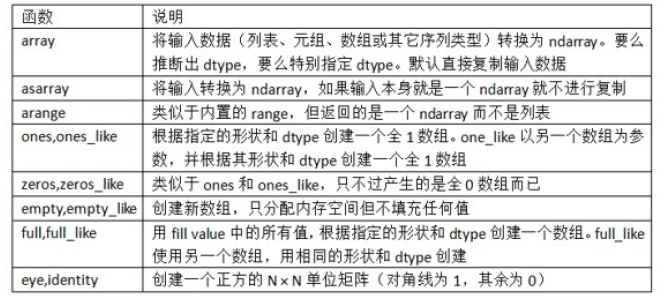 函数 说明
array 将输入数据（列表、元组、数组或其它序列类型）转换为 ndarray。要么
推断出 dtype，要么特别指定 dtype。默认直接复制输入数据
asarray 将输入转换为 ndarray，如果输入本身就是一个 ndarray 就不进行复制
arange 类似于内置的 range，但返回的是一个 ndarray 而不是列表
ones,ones_like 根据指定的形状和 dtype 创建一个全 1 数组。one_like 以另一个数组为参
数，并根据其形状和 dtype 创建一个全 1 数组
zeros,zeros_like 类似于 ones 和 ones_like，只不过产生的是全 0 数组而已
empty,empty_like 创建新数组，只分配内存空间但不填充任何值
full,full_like 用 fill value 中的所有值，根据指定的形状和 dtype 创建一个数组。full_like
使用另一个数组，用相同的形状和 dtype 创建
eye,identity 创建一个正方的 N × N 单位矩阵（对角线为 1，其余为 0）